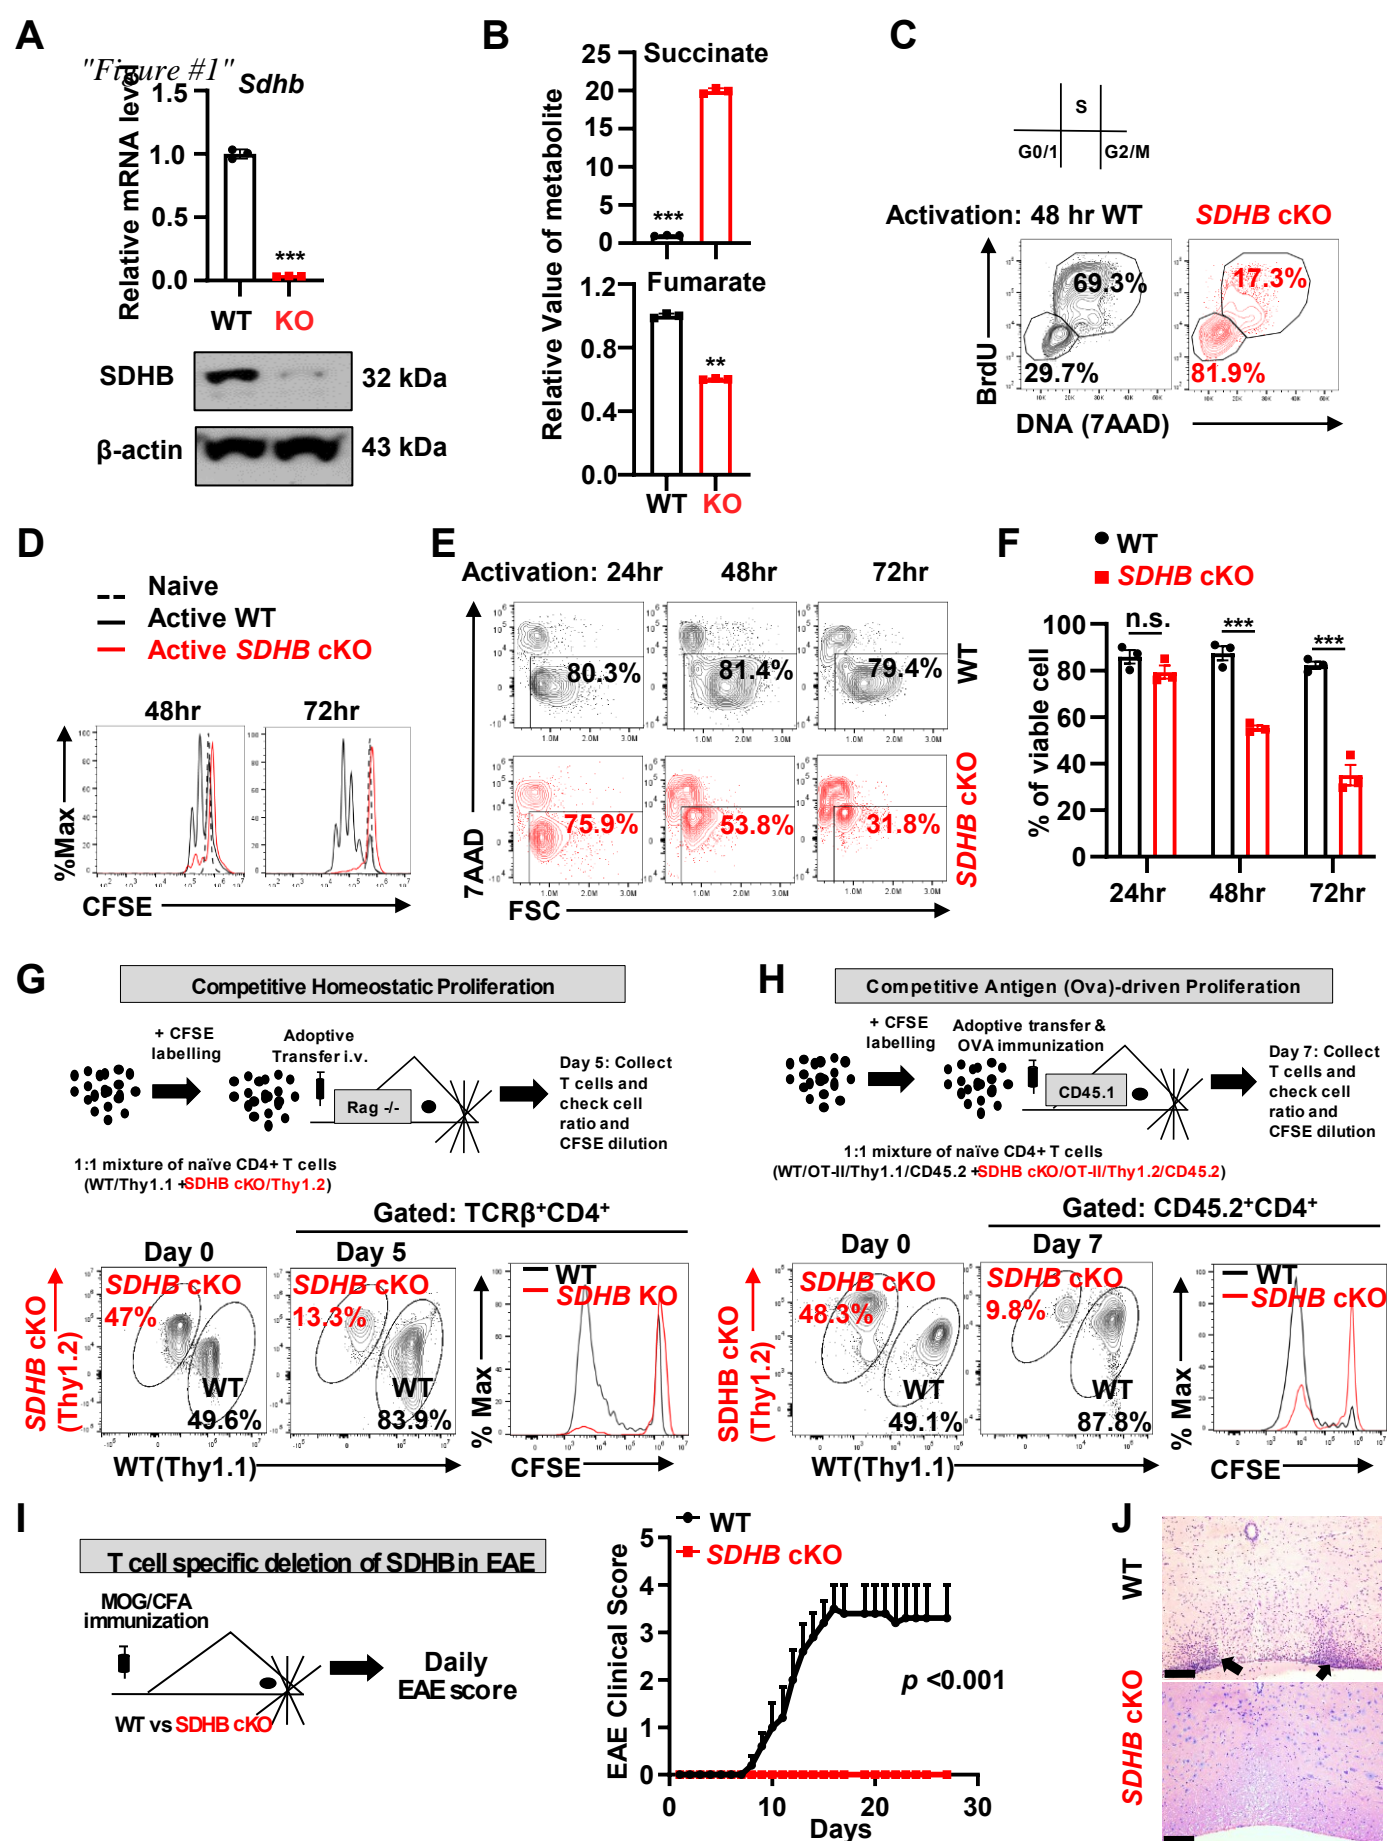 A
"Figure #1"
Sdhb
Relative mRNA level
1.5
1.0
0.5
0.0
***
WT KO
SDHB 32 kDa
β-actin 43 kDa
B
Relative Value of metabolite
Succinate
25
20
15
10
5
0
***
Fumarate
1.2
0.8
0.4
0.0
**
WT KO
C
S
G0/1 G2/M
Activation: 48 hr WT SDHB cKO
BrdU
69.3%
29.7%
17.3%
81.9%
DNA (7AAD)
D
Naive
Active WT
Active SDHB cKO
48hr 72hr
%Max
CFSE
E
Activation: 24hr 48hr 72hr
80.3% 81.4% 79.4%
WT
75.9% 53.8% 31.8%
SDHB cKO
7AAD
1.0M 2.0M 3.0M
FSC
F
WT
SDHB cKO
% of viable cell
100
80
60
40
20
0
n.s. *** ***
24hr 48hr 72hr
G
Competitive Homeostatic Proliferation
+ CFSE
labelling
Adoptive
Transfer i.v.
Rag -/-
Day 5: Collect
T cells and
check cell
ratio and
CFSE dilution
1:1 mixture of naïve CD4+ T cells
(WT/Thy1.1 +SDHB cKO/Thy1.2)
Gated: TCRβ+CD4+
Day 0 Day 5
SDHB cKO
(Thy1.2)
SDHB cKO
47%
WT
49.6%
SDHB cKO
13.3%
WT
83.9%
WT(Thy1.1)
WT
SDHB KO
% Max
CFSE
H
Competitive Antigen (Ova)-driven Proliferation
+ CFSE
labelling
Adoptive transfer &
OVA immunization
CD45.1
Day 7: Collect
T cells and
check cell
ratio and
CFSE dilution
1:1 mixture of naïve CD4+ T cells
(WT/OT-II/Thy1.1/CD45.2 +SDHB cKO/OT-II/Thy1.2/CD45.2)
Gated: CD45.2+CD4+
Day 0 Day 7
SDHB cKO
(Thy1.2)
SDHB cKO
48.3%
WT
49.1%
SDHB cKO
9.8%
WT
87.8%
WT(Thy1.1)
WT
SDHB cKO
% Max
CFSE
I
T cell specific deletion of SDHB in EAE
MOG/CFA
immunization
Daily
EAE score
WT vs SDHB cKO
WT
SDHB cKO
EAE Clinical Score
5
4
3
2
1
0
p <0.001
0 10 20 30
Days
J
WT
SDHB cKO